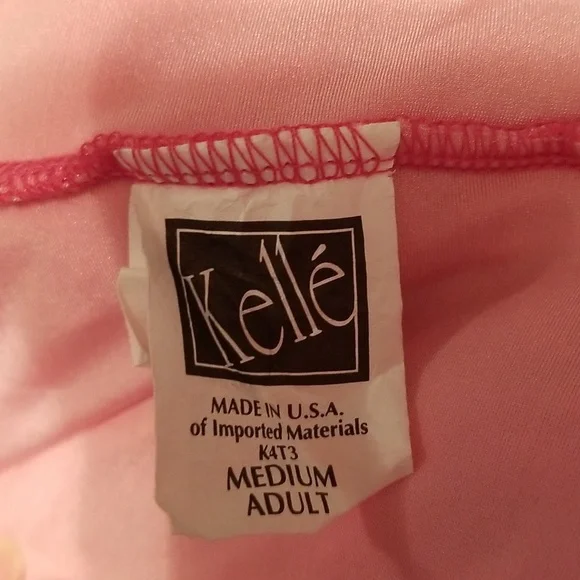 Kellé
MADE IN U.S.A.
of Imported Materials
K4T3
MEDIUM
ADULT